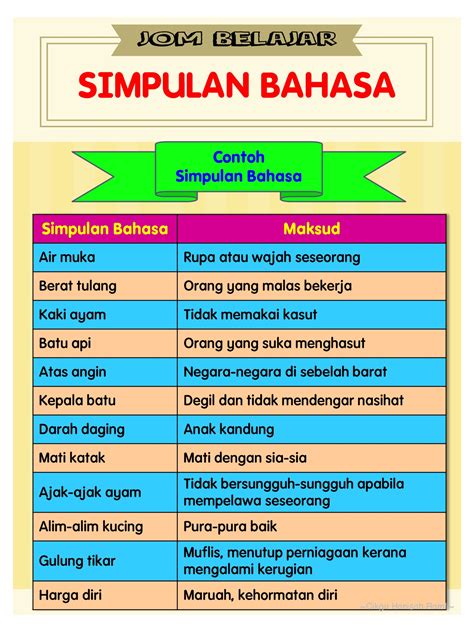 JOM BELAJAR
SIMPULAN BAHASA
Contoh
Simpulan Bahasa
Simpulan Bahasa Maksud
Air muka Rupa atau wajah seseorang
Berat tulang Orang yang malas bekerja
Kaki ayam Tidak memakai kasut
Batu api Orang yang suka menghasut
Atas angin Negara-negara di sebelah barat
Kepala batu Degil dan tidak mendengar nasihat
Darah daging Anak kandung
Mati katak Mati dengan sia-sia
Ajak-ajak ayam Tidak bersungguh-sungguh apabila
mempelawa seseorang
Alim-alim kucing Pura-pura baik
Gulung tikar Muflis, menutup perniagaan kerana
mengalami kerugian
Harga diri Maruah, kehormatan diri